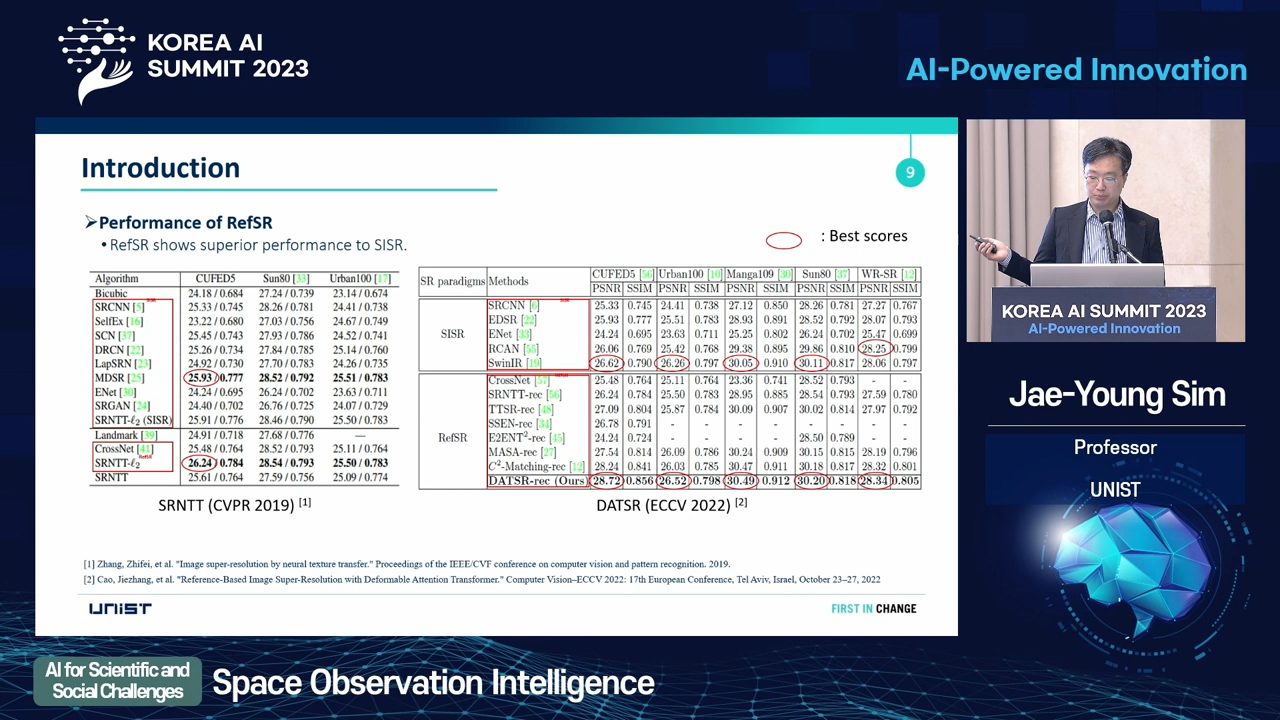 KOREA AI
SUMMIT 2023
AI-Powered Innovation
Introduction
9
➢Performance of RefSR
• RefSR shows superior performance to SISR.
: Best scores
Algorithm CUFED5 Sun80 [33] Urban100 [17]
Bicubic 24.18 / 0.684 27.24 / 0.739 23.14 / 0.674
SRCNN [5] 25.33 / 0.745 28.26 / 0.781 24.41 / 0.738
SelfEx [16] 23.22 / 0.680 27.03 / 0.756 24.67 / 0.749
SCN [37] 25.45 / 0.743 27.93 / 0.786 24.52 / 0.741
DRCN [22] 25.26 / 0.734 27.84 / 0.785 25.14 / 0.760
LapSRN [23] 24.92 / 0.730 27.70 / 0.783 24.26 / 0.735
MDSR [25] 25.93 / 0.777 28.52 / 0.792 25.51 / 0.783
ENet [30] 24.24 / 0.695 26.24 / 0.702 23.63 / 0.711
SRGAN [24] 24.40 / 0.702 26.76 / 0.725 24.07 / 0.729
SRNTT-ℓ2 (SISR) 25.91 / 0.776 28.46 / 0.790 25.50 / 0.783
Landmark [39] 24.91 / 0.718 27.68 / 0.776 —
CrossNet [41] 25.48 / 0.764 28.52 / 0.793 25.11 / 0.764
SRNTT-ℓ2 26.24 / 0.784 28.54 / 0.793 25.50 / 0.783
SRNTT 25.61 / 0.764 27.59 / 0.756 25.09 / 0.774
SRNTT (CVPR 2019) [1]
SR paradigms Methods CUFED5 [56] Urban100 [10] Manga109 [30] Sun80 [37] WR-SR [12]
PSNR SSIM PSNR SSIM PSNR SSIM PSNR SSIM PSNR SSIM
SISR
SRCNN [6] 25.33 0.745 24.41 0.738 27.12 0.850 28.26 0.781 27.27 0.767
EDSR [22] 25.93 0.777 25.51 0.783 28.93 0.891 28.52 0.792 28.07 0.793
ENet [33] 24.24 0.695 23.63 0.711 25.25 0.802 26.24 0.702 25.47 0.699
RCAN [55] 26.06 0.769 25.42 0.768 29.38 0.895 29.86 0.810 28.25 0.799
SwinIR [19] 26.62 0.790 26.26 0.797 30.05 0.910 30.11 0.817 28.06 0.797
RefSR
CrossNet [57] 25.48 0.764 25.11 0.764 23.36 0.741 28.52 0.793 - -
SRNTT-rec [56] 26.24 0.784 25.50 0.783 28.95 0.885 28.54 0.793 27.59 0.780
TTSR-rec [48] 27.09 0.804 25.87 0.784 30.09 0.907 30.02 0.814 27.97 0.792
SSEN-rec [34] 26.78 0.791 - - - - - - - -
E2ENT²-rec [45] 24.24 0.724 - - - - 28.50 0.789 - -
MASA-rec [27] 27.54 0.814 26.09 0.786 30.24 0.909 30.15 0.815 28.19 0.796
C²-Matching-rec [12] 28.24 0.841 26.03 0.785 30.47 0.911 30.18 0.817 28.32 0.801
DATSR-rec (Ours) 28.72 0.856 26.52 0.798 30.49 0.912 30.20 0.818 28.34 0.805
DATSR (ECCV 2022) [2]
[1] Zhang, Zhifei, et al. "Image super-resolution by neural texture transfer." Proceedings of the IEEE/CVF conference on computer vision and pattern recognition. 2019.
[2] Cao, Jiezhang, et al. "Reference-Based Image Super-Resolution with Deformable Attention Transformer." Computer Vision–ECCV 2022: 17th European Conference, Tel Aviv, Israel, October 23–27, 2022
UNIST
FIRST IN CHANGE
KOREA AI SUMMIT 2023
AI-Powered Innovation
Jae-Young Sim
Professor
UNIST
AI for Scientific and
Social Challenges
Space Observation Intelligence